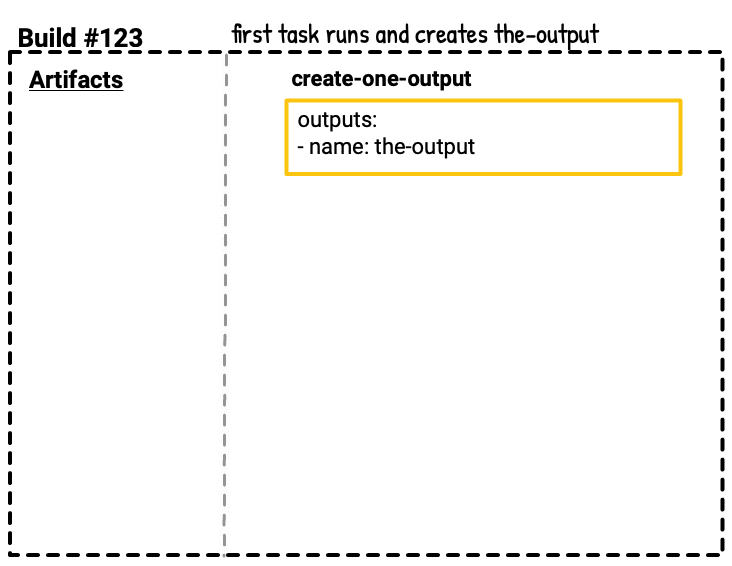 Build #123
first task runs and creates the-output
Artifacts
create-one-output
outputs:
- name: the-output